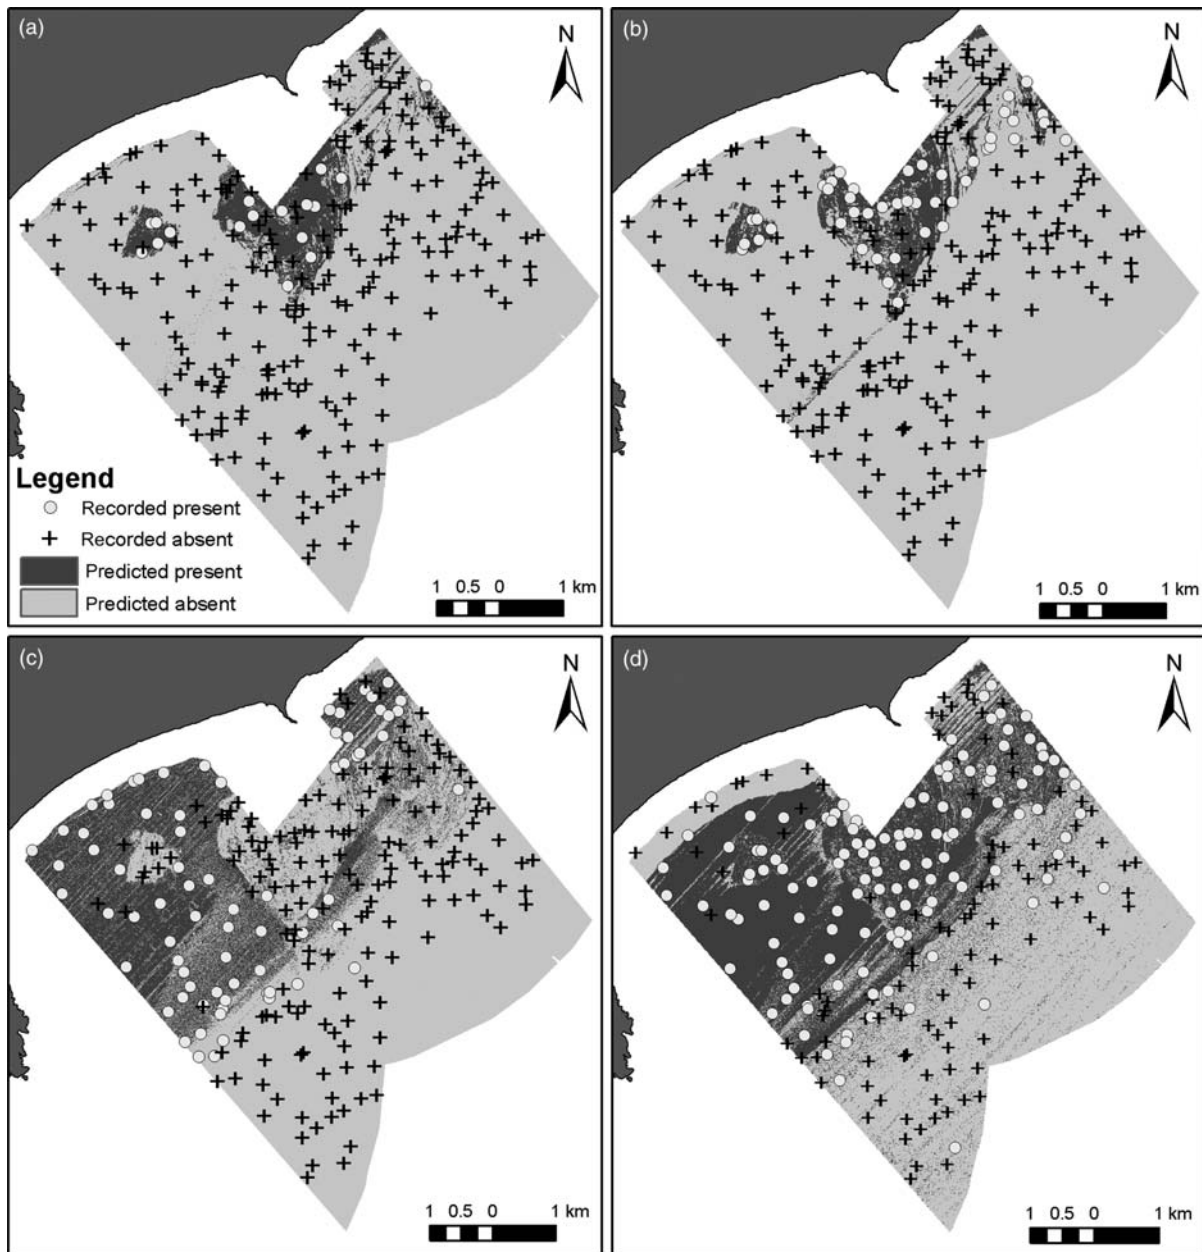 (a)
N
Legend
Recorded present
Recorded absent
Predicted present
Predicted absent
1 0.5 0 1 km
(b)
N
1 0.5 0 1 km
(c)
N
1 0.5 0 1 km
(d)
N
1 0.5 0 1 km